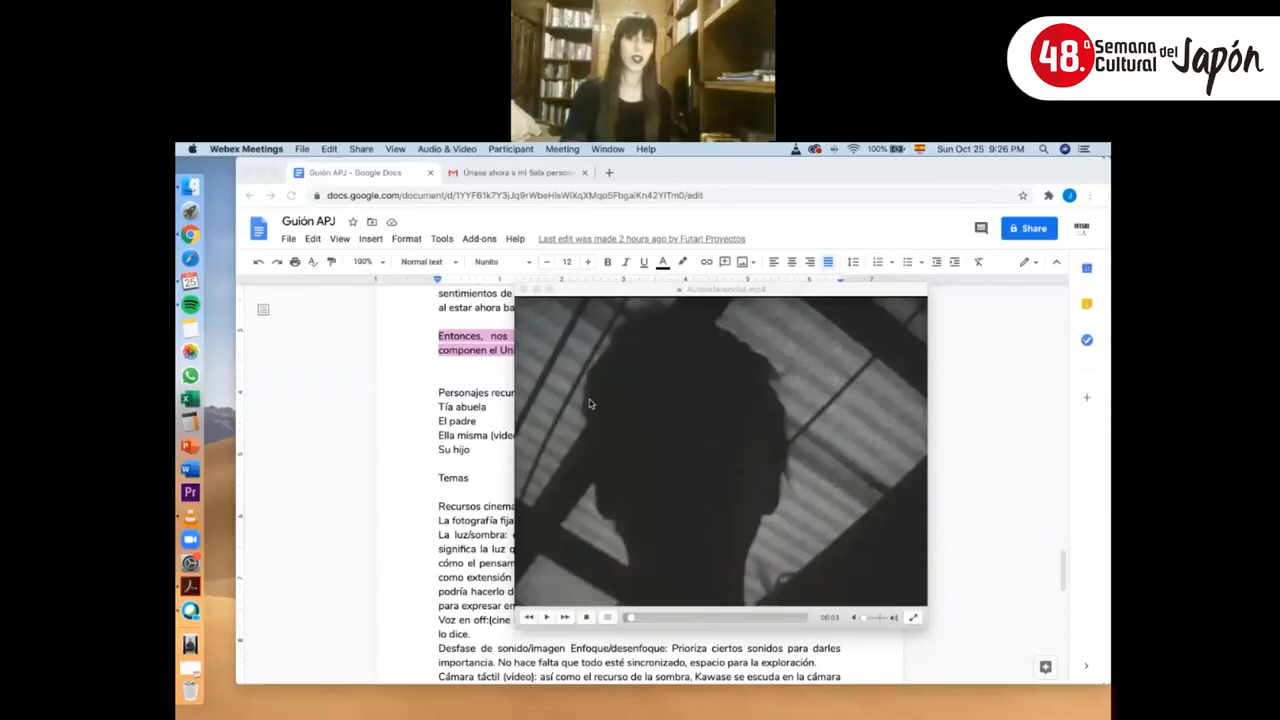 48.ª Semana Cultural del Japón
Webex Meetings File Edit Share View Audio & Video Participant Meeting Window Help 100% Sun Oct 25 9:26 PM
Guión APJ - Google Docs Únase ahora a mi Sala person
docs.google.com/document/d/1YYF61k7Y3jJq9rWbeHlsWiXqXMqo5FbgaiKn42YlTm0/edit
Guión APJ
Share
File Edit View Insert Format Tools Add-ons Help Last edit was made 2 hours ago by Futari Proyectos
100% Normal text Nunito 12
Autoreferencial.mp4
sentimientos de
al estar ahora ba
Entonces, nos
componen el Un
Personajes recur
Tía abuela
El padre
Ella misma (vide
Su hijo
Temas
Recursos cinema
La fotografía fija
La luz/sombra:
significa la luz
cómo el pensam
como extensión
podría hacerlo d
para expresar em
Voz en off:(cine
lo dice.
00:03
Desfase de sonido/imagen Enfoque/desenfoque: Prioriza ciertos sonidos para darles
importancia. No hace falta que todo esté sincronizado, espacio para la exploración.
Cámara táctil (video): así como el recurso de la sombra, Kawase se escuda en la cámara